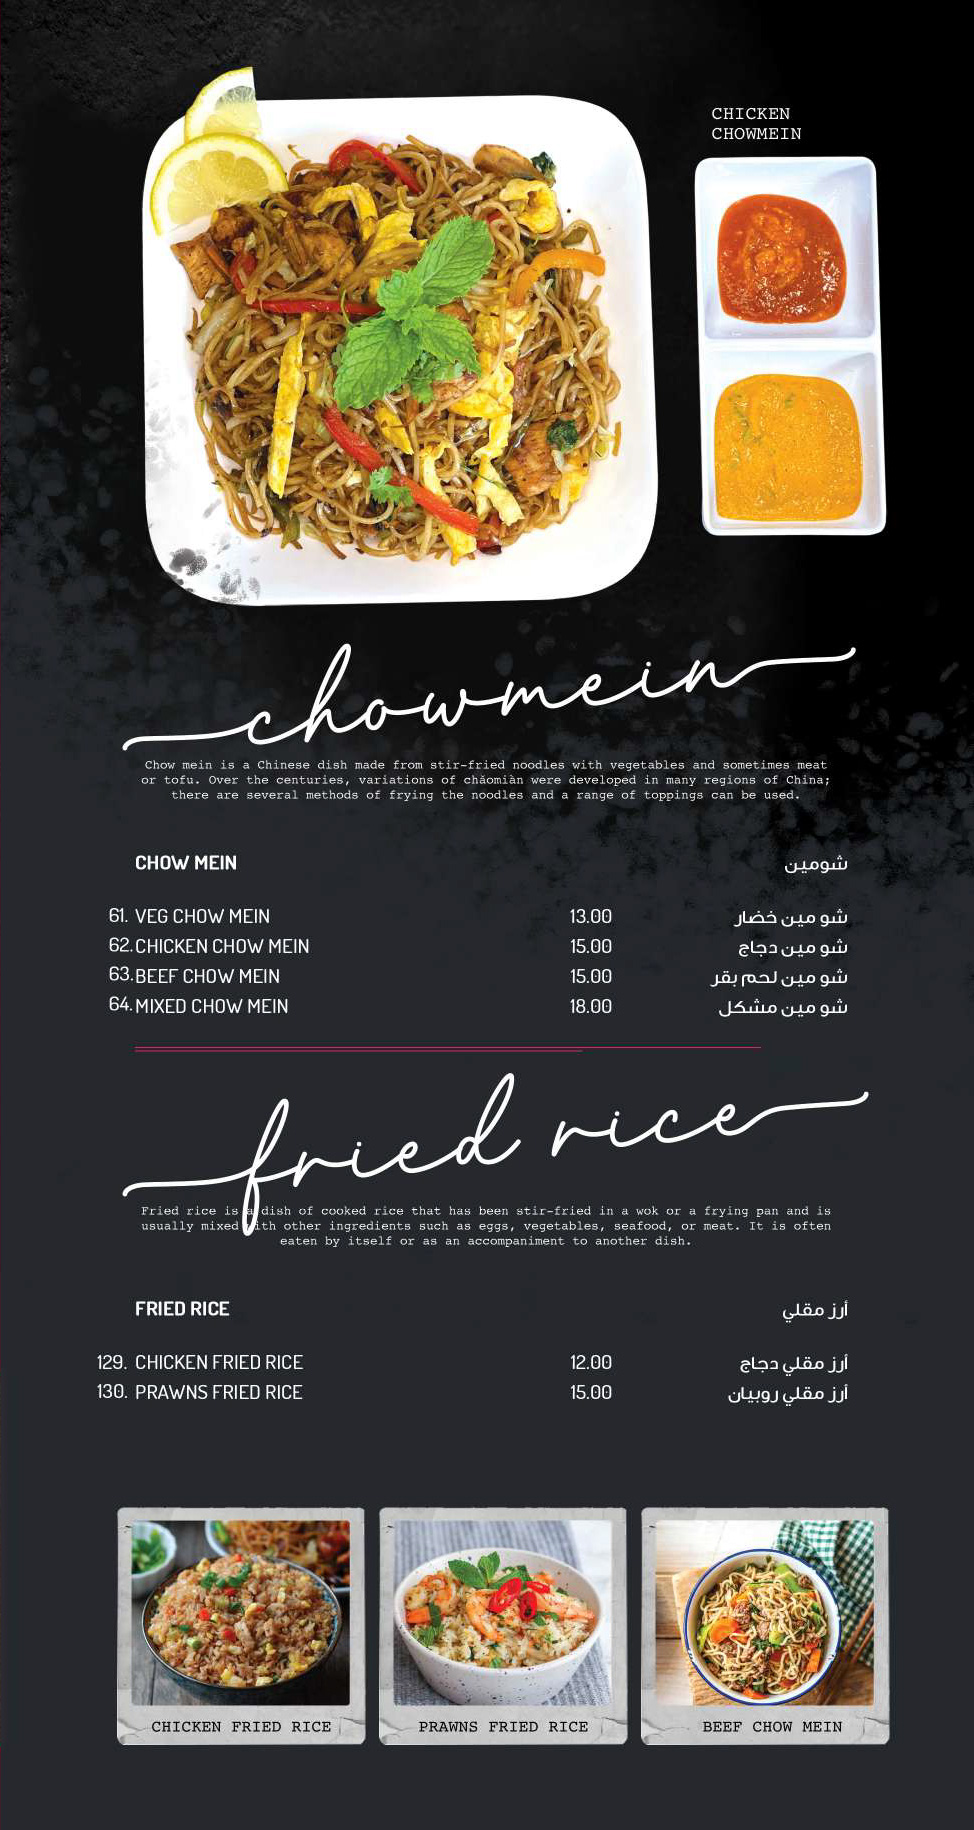 CHICKEN
CHOWMEIN
chowmein
Chow mein is a Chinese dish made from stir-fried noodles with vegetables and sometimes meat
or tofu. Over the centuries, variations of chǎomiàn were developed in many regions of China;
there are several methods of frying the noodles and a range of toppings can be used.
CHOW MEIN شومين
61. VEG CHOW MEIN 13.00 شو مين خضار
62. CHICKEN CHOW MEIN 15.00 شو مين دجاج
63. BEEF CHOW MEIN 15.00 شو مين لحم بقر
64. MIXED CHOW MEIN 18.00 شو مين مشكل
fried rice
Fried rice is a dish of cooked rice that has been stir-fried in a wok or a frying pan and is
usually mixed with other ingredients such as eggs, vegetables, seafood, or meat. It is often
eaten by itself or as an accompaniment to another dish.
FRIED RICE أرز مقلي
129. CHICKEN FRIED RICE 12.00 أرز مقلي دجاج
130. PRAWNS FRIED RICE 15.00 أرز مقلي روبيان
CHICKEN FRIED RICE
PRAWNS FRIED RICE
BEEF CHOW MEIN